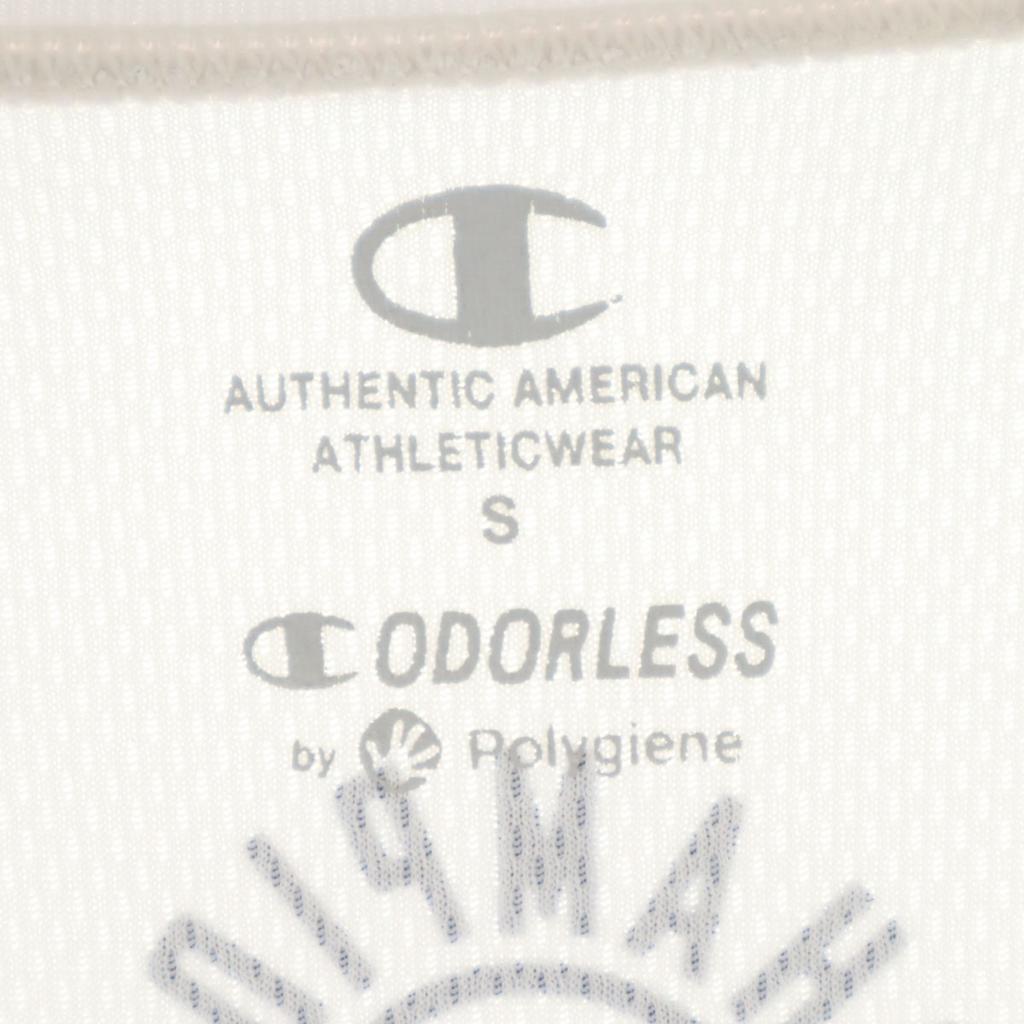 AUTHENTIC AMERICAN
ATHLETICWEAR
S
ODORLESS
by Polygiene